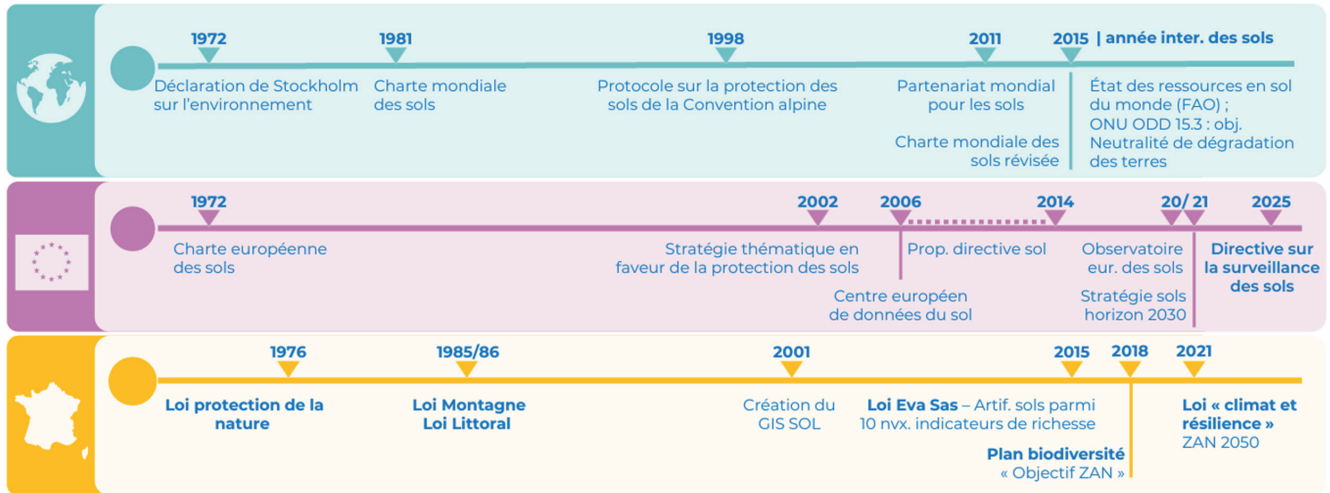 1972
Déclaration de Stockholm
sur l'environnement
1981
Charte mondiale
des sols
1998
Protocole sur la protection des
sols de la Convention alpine
2011
Partenariat mondial
pour les sols
2015 | année inter. des sols
Charte mondiale des
sols révisée
État des ressources en sol
du monde (FAO) ;
ONU ODD 15.3 : obj.
Neutralité de dégradation
des terres
1972
Charte européenne
des sols
2002
Stratégie thématique en
faveur de la protection des sols
2006
Centre européen
de données du sol
2014
Prop. directive sol
20/ 21
Observatoire
eur. des sols
Stratégie sols
horizon 2030
2025
Directive sur
la surveillance
des sols
1976
Loi protection de la
nature
1985/86
Loi Montagne
Loi Littoral
2001
Création du
GIS SOL
2015
Loi Eva Sas – Artif. sols parmi
10 nvx. indicateurs de richesse
2018
Plan biodiversité
« Objectif ZAN »
2021
Loi « climat et
résilience »
ZAN 2050